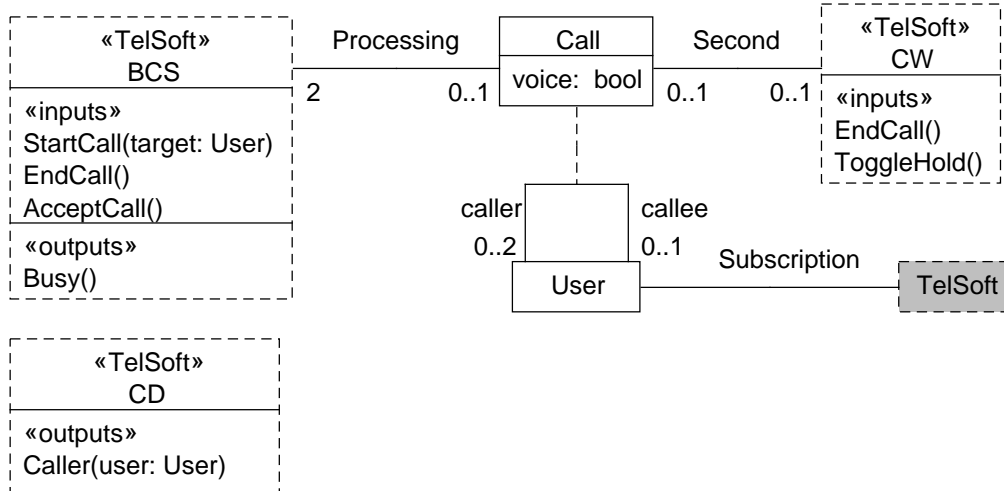 «TelSoft»
BCS
«inputs»
StartCall(target: User)
EndCall()
AcceptCall()
«outputs»
Busy()
Processing
2
0..1
Call
voice: bool
Second
0..1
0..1
«TelSoft»
CW
«inputs»
EndCall()
ToggleHold()
caller
callee
0..2
0..1
User
Subscription
TelSoft
«TelSoft»
CD
«outputs»
Caller(user: User)